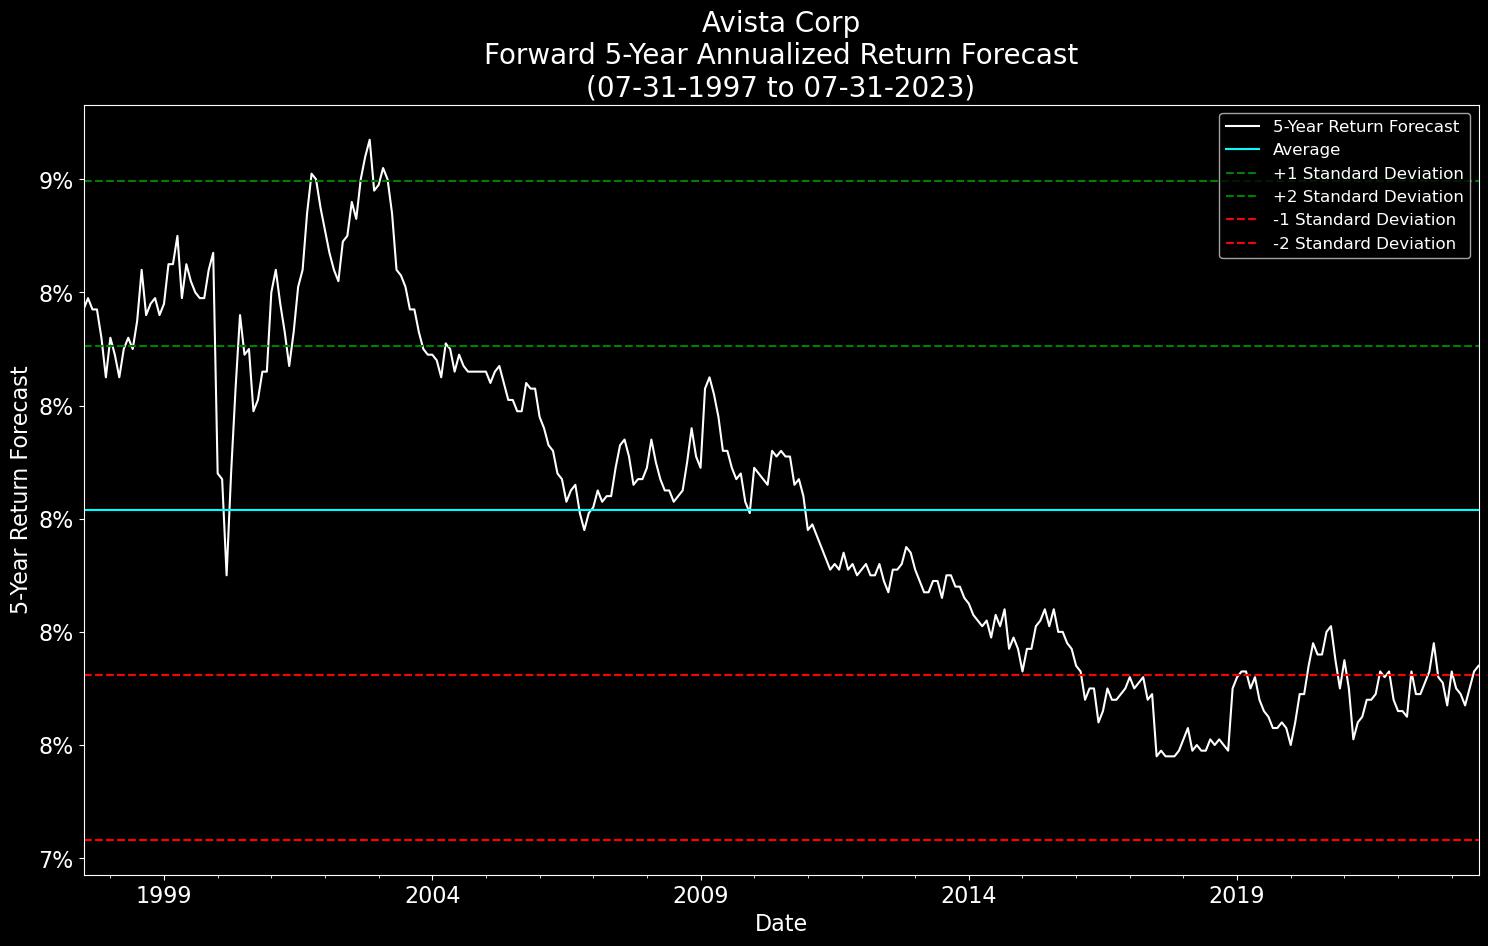 Avista Corp
Forward 5-Year Annualized Return Forecast
(07-31-1997 to 07-31-2023)
5-Year Return Forecast
Average
+1 Standard Deviation
+2 Standard Deviation
-1 Standard Deviation
-2 Standard Deviation
9%
8%
8%
8%
8%
8%
7%
5-Year Return Forecast
1999 2004 2009 2014 2019
Date